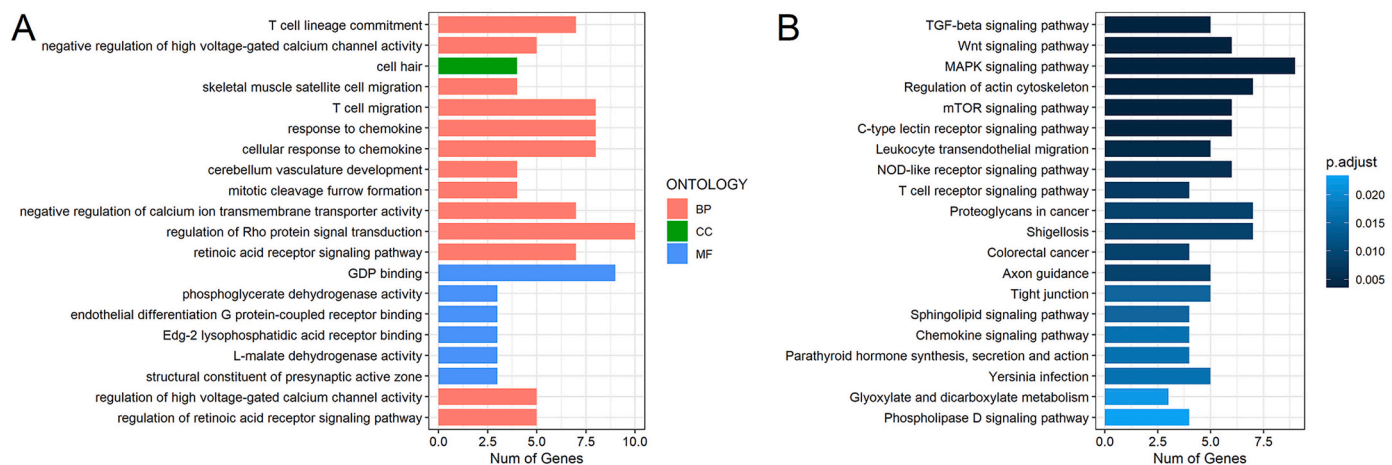 A
T cell lineage commitment
negative regulation of high voltage-gated calcium channel activity
cell hair
skeletal muscle satellite cell migration
T cell migration
response to chemokine
cellular response to chemokine
cerebellum vasculature development
mitotic cleavage furrow formation
negative regulation of calcium ion transmembrane transporter activity
regulation of Rho protein signal transduction
retinoic acid receptor signaling pathway
GDP binding
phosphoglycerate dehydrogenase activity
endothelial differentiation G protein-coupled receptor binding
Edg-2 lysophosphatidic acid receptor binding
L-malate dehydrogenase activity
structural constituent of presynaptic active zone
regulation of high voltage-gated calcium channel activity
regulation of retinoic acid receptor signaling pathway
0.0 2.5 5.0 7.5 10.0
Num of Genes
ONTOLOGY
BP
CC
MF
B
TGF-beta signaling pathway
Wnt signaling pathway
MAPK signaling pathway
Regulation of actin cytoskeleton
mTOR signaling pathway
C-type lectin receptor signaling pathway
Leukocyte transendothelial migration
NOD-like receptor signaling pathway
T cell receptor signaling pathway
Proteoglycans in cancer
Shigellosis
Colorectal cancer
Axon guidance
Tight junction
Sphingolipid signaling pathway
Chemokine signaling pathway
Parathyroid hormone synthesis, secretion and action
Yersinia infection
Glyoxylate and dicarboxylate metabolism
Phospholipase D signaling pathway
0.0 2.5 5.0 7.5
Num of Genes
p.adjust
0.020
0.015
0.010
0.005